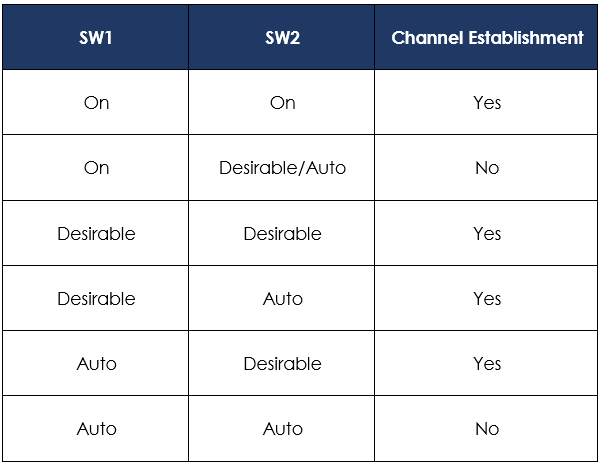 SW1 SW2 Channel Establishment
On On Yes
On Desirable/Auto No
Desirable Desirable Yes
Desirable Auto Yes
Auto Desirable Yes
Auto Auto No